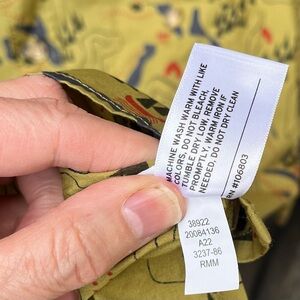 MACHINE WASH WARM WITH LIKE
COLORS, DO NOT BLEACH,
TUMBLE DRY LOW, REMOVE
PROMPTLY, WARM IRON IF
NEEDED. DO NOT DRY CLEAN
RN #106803
38922
20084136
A22
3237-86
RMM